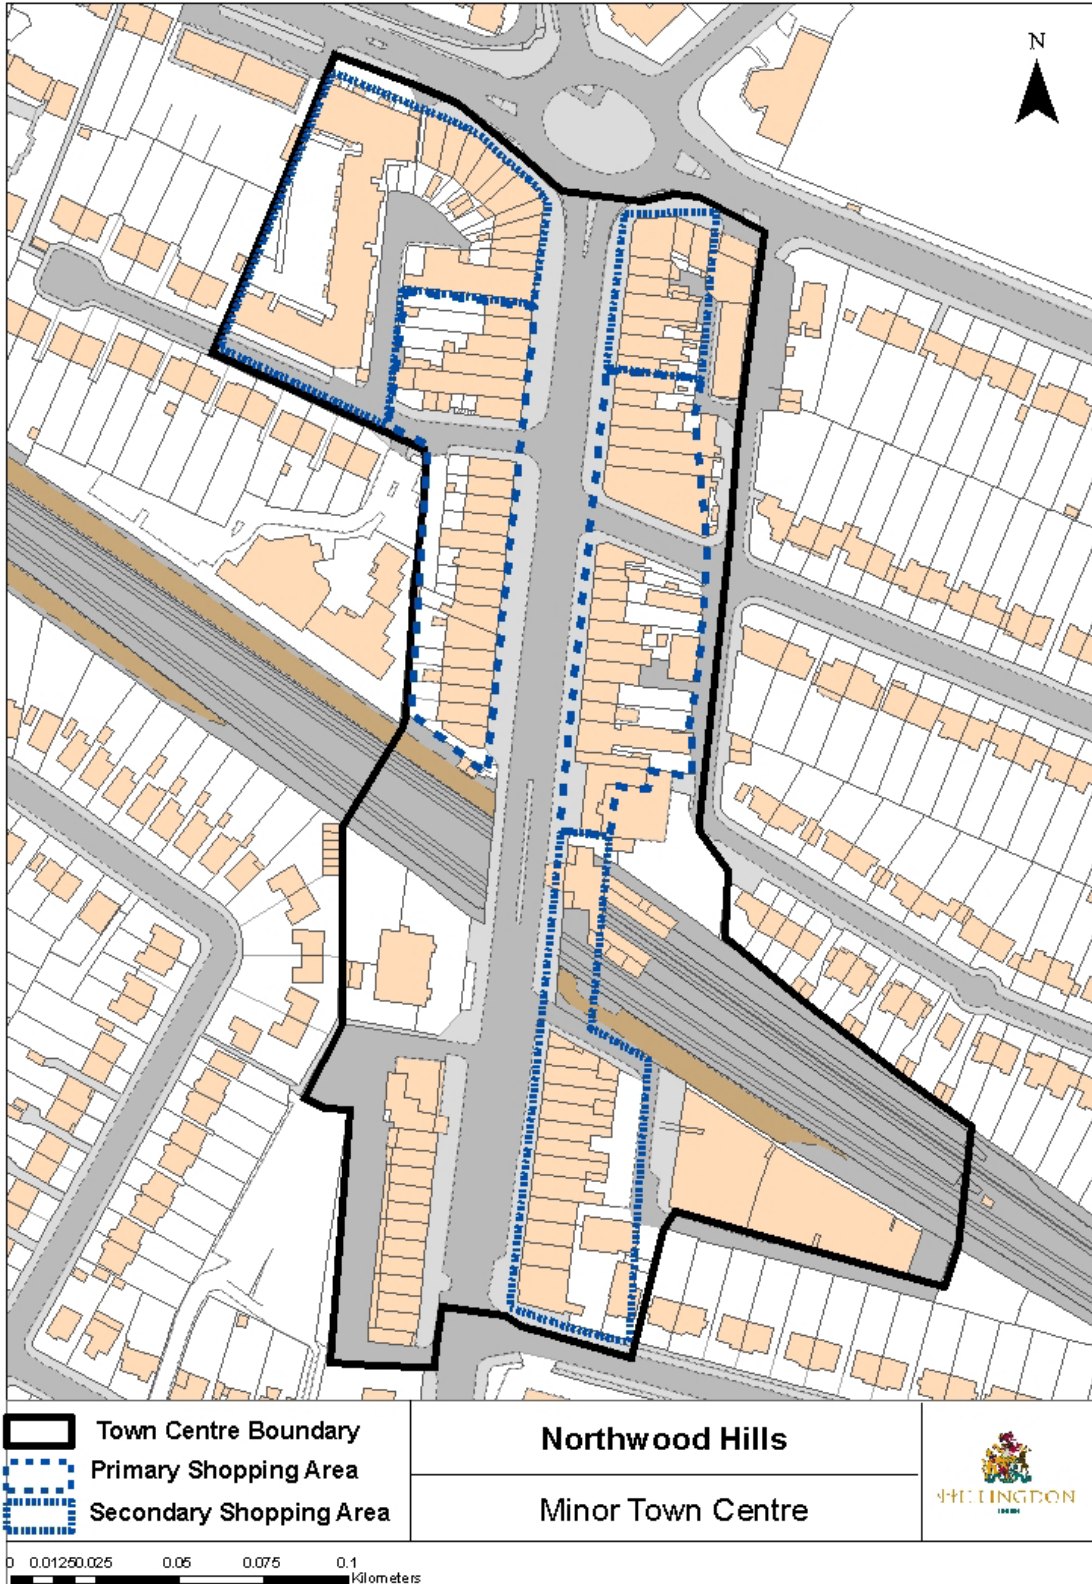 N
Town Centre Boundary
Primary Shopping Area
Secondary Shopping Area
Northwood Hills
Minor Town Centre
HILLINGDON
0 0.01250.025 0.05 0.075 0.1
Kilometers